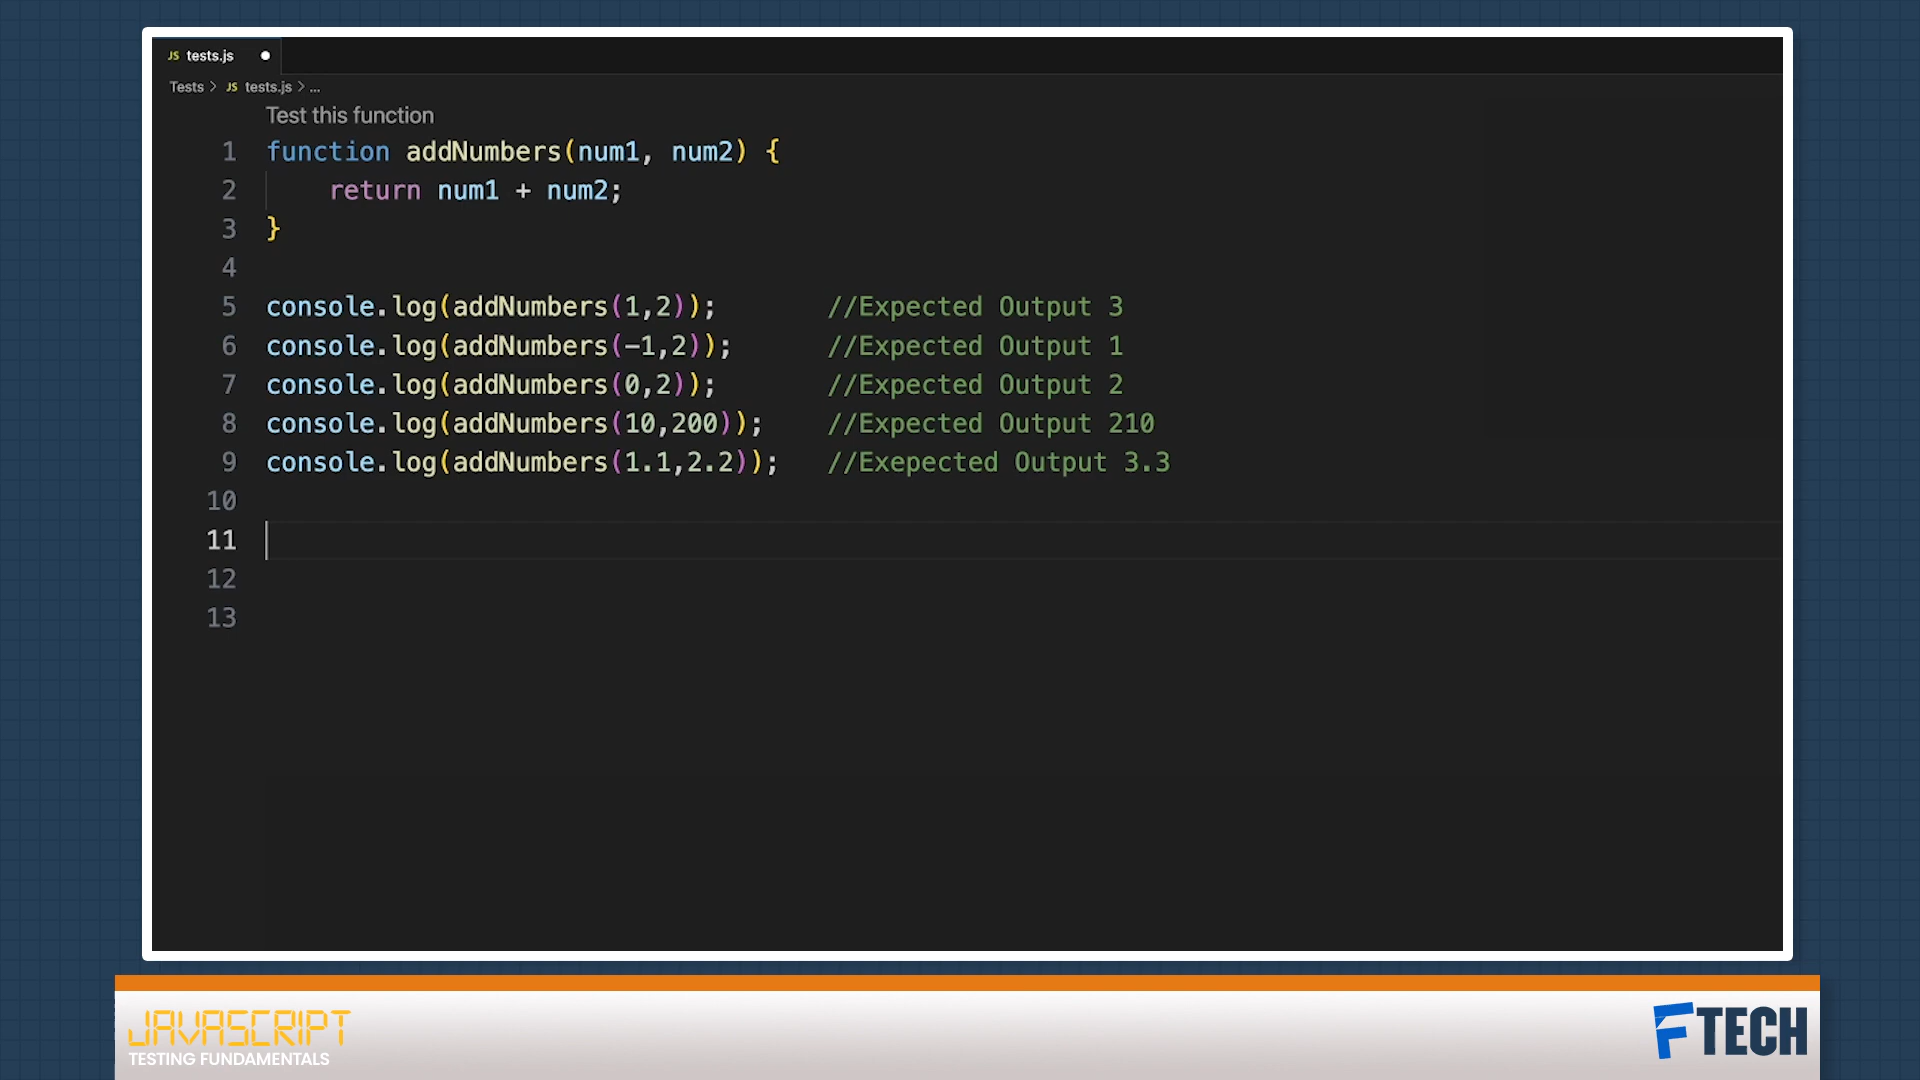 JS tests.js
Tests > JS tests.js > ...
Test this function
1 function addNumbers(num1, num2) {
2 return num1 + num2;
3 }
4
5 console.log(addNumbers(1,2)); //Expected Output 3
6 console.log(addNumbers(-1,2)); //Expected Output 1
7 console.log(addNumbers(0,2)); //Expected Output 2
8 console.log(addNumbers(10,200)); //Expected Output 210
9 console.log(addNumbers(1.1,2.2)); //Exepected Output 3.3
10
11
12
13
JAVASCRIPT
TESTING FUNDAMENTALS
FTECH